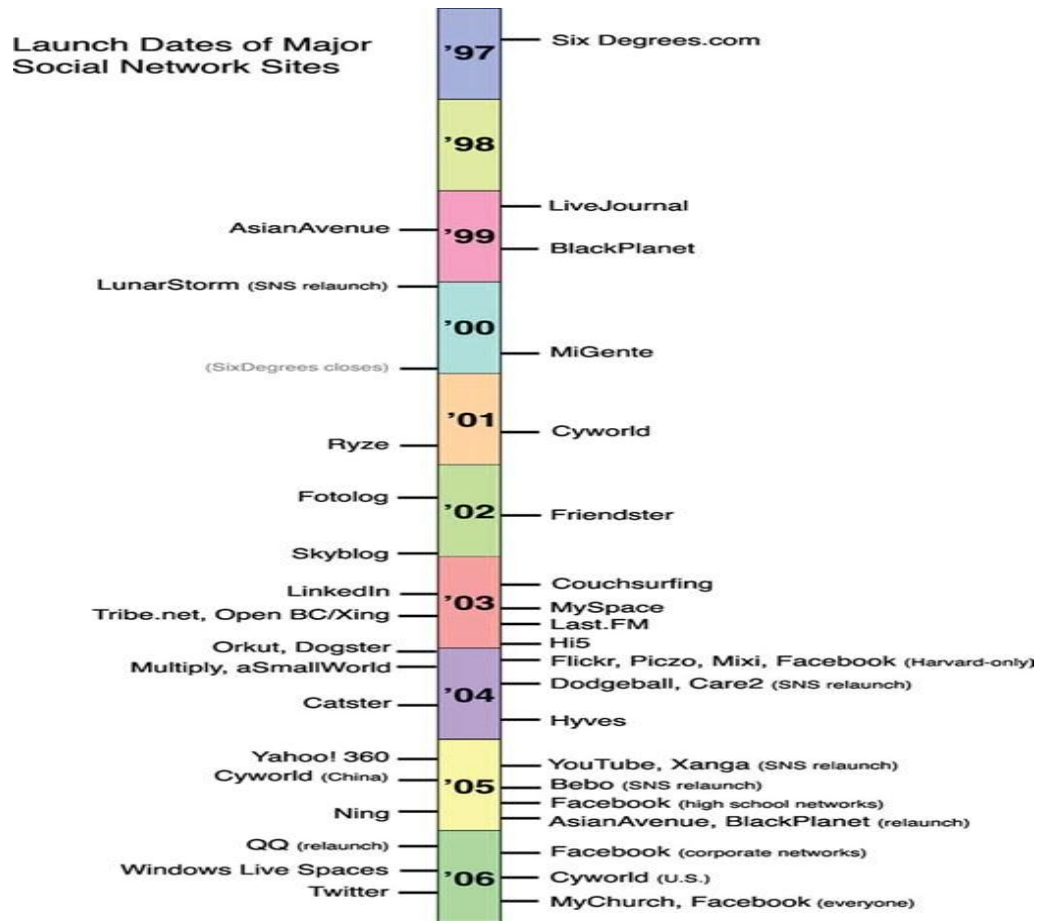 Launch Dates of Major
Social Network Sites
'97
Six Degrees.com
'98
LiveJournal
AsianAvenue
'99
BlackPlanet
LunarStorm (SNS relaunch)
'00
MiGente
(SixDegrees closes)
'01
Cyworld
Ryze
Fotolog
'02
Friendster
Skyblog
Couchsurfing
LinkedIn
'03
MySpace
Tribe.net, Open BC/Xing
Last.FM
Hi5
Orkut, Dogster
Flickr, Piczo, Mixi, Facebook (Harvard-only)
Multiply, aSmallWorld
Dodgeball, Care2 (SNS relaunch)
'04
Catster
Hyves
Yahoo! 360
YouTube, Xanga (SNS relaunch)
Cyworld (China)
'05
Bebo (SNS relaunch)
Facebook (high school networks)
Ning
AsianAvenue, BlackPlanet (relaunch)
QQ (relaunch)
Facebook (corporate networks)
Windows Live Spaces
'06
Cyworld (U.S.)
Twitter
MyChurch, Facebook (everyone)